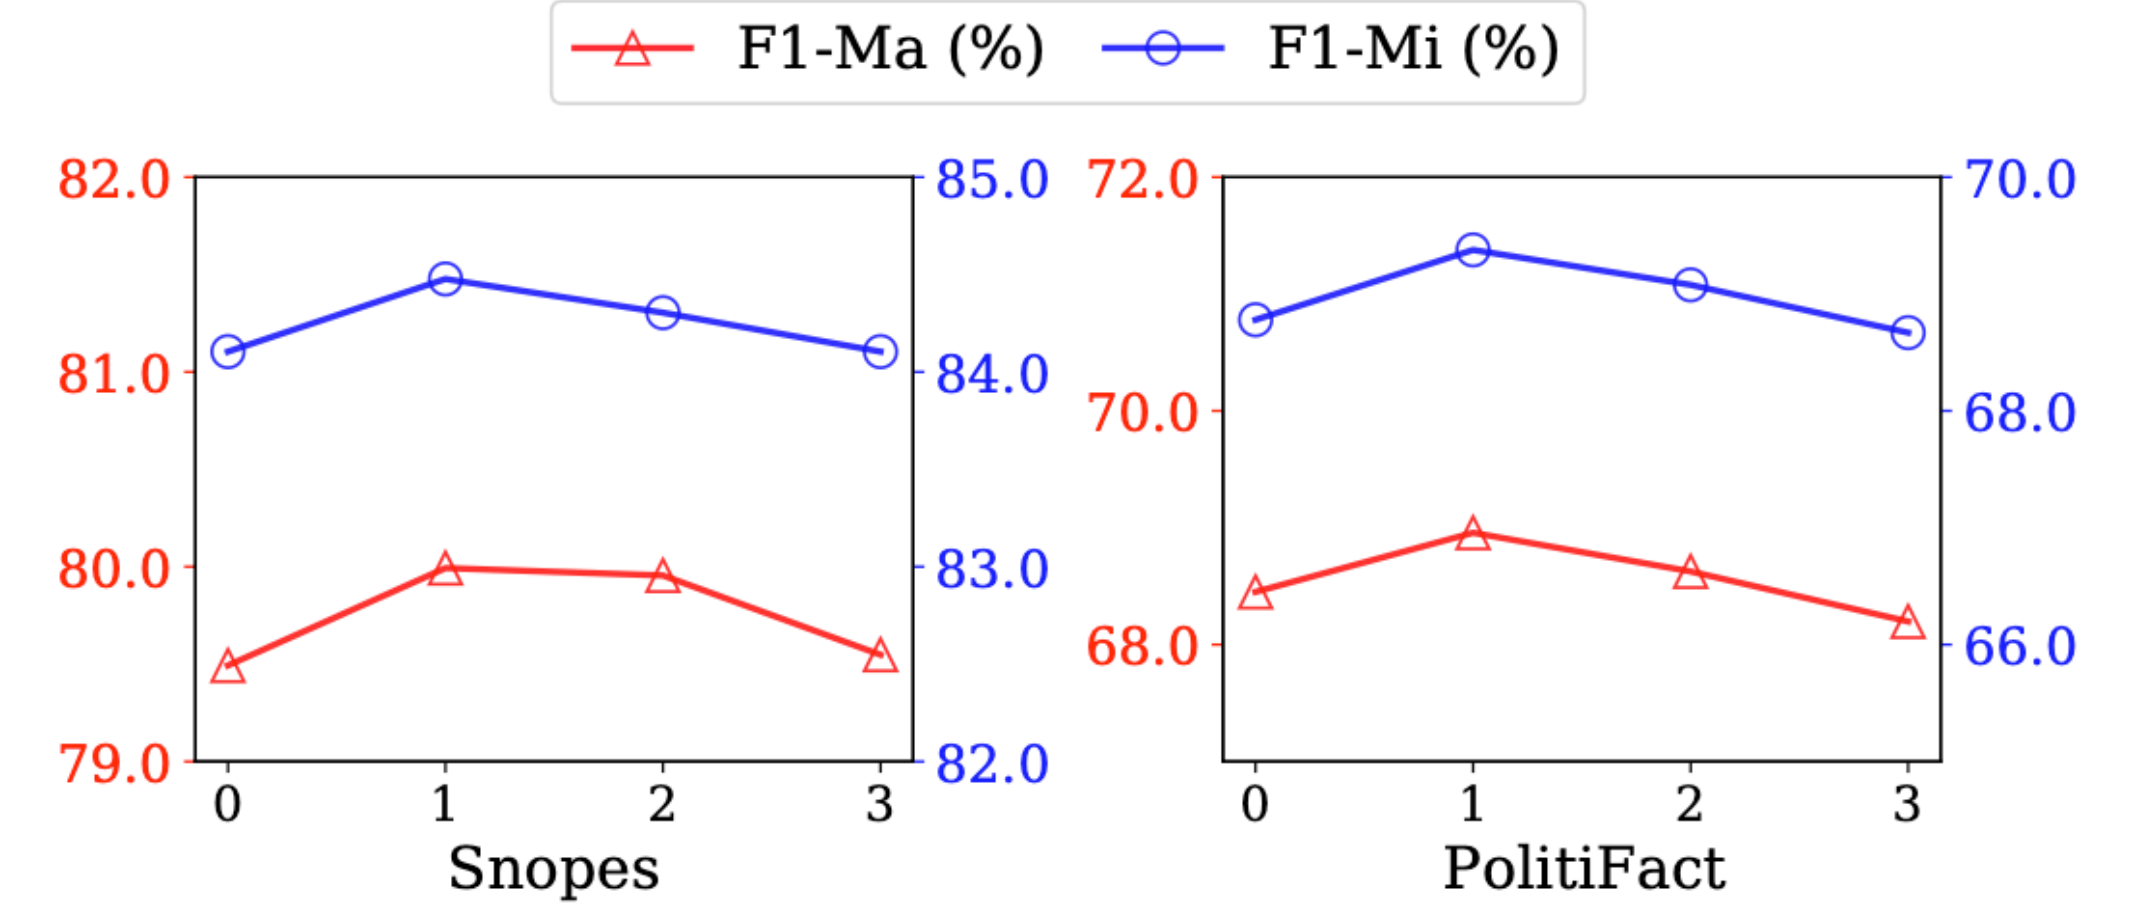 F1-Ma (%) F1-Mi (%)
82.0 85.0 72.0 70.0
81.0 84.0 70.0 68.0
80.0 83.0 68.0 66.0
79.0 82.0
0 1 2 3 0 1 2 3
Snopes PolitiFact